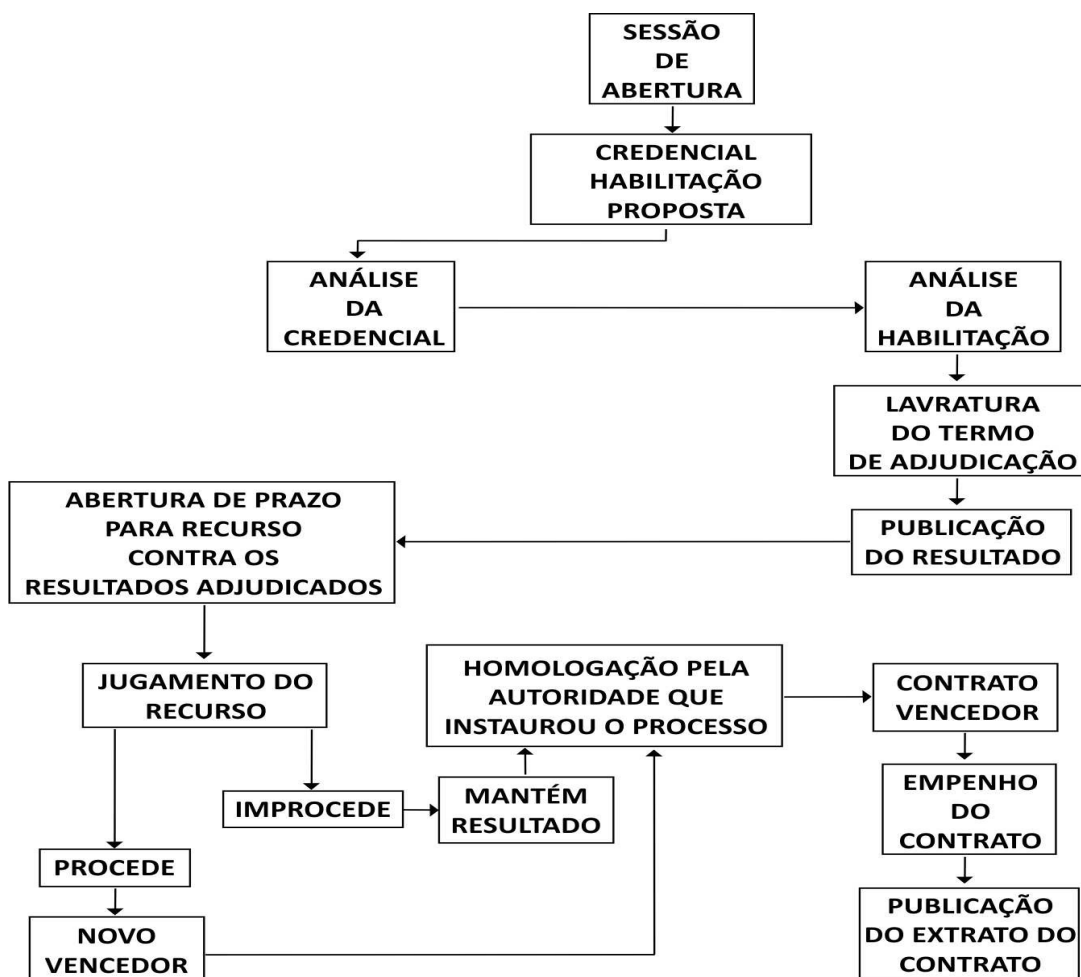 SESSÃO
DE
ABERTURA
CREDENCIAL
HABILITAÇÃO
PROPOSTA
ANÁLISE
DA
CREDENCIAL
ANÁLISE
DA
HABILITAÇÃO
LAVRATURA
DO TERMO
DE ADJUDICAÇÃO
PUBLICAÇÃO
DO RESULTADO
ABERTURA DE PRAZO
PARA RECURSO
CONTRA OS
RESULTADOS ADJUDICADOS
JUGAMENTO DO
RECURSO
IMPROCEDE
MANTÉM
RESULTADO
PROCEDE
NOVO
VENCEDOR
HOMOLOGAÇÃO PELA
AUTORIDADE QUE
INSTAUROU O PROCESSO
CONTRATO
VENCEDOR
EMPENHO
DO
CONTRATO
PUBLICAÇÃO
DO EXTRATO DO
CONTRATO